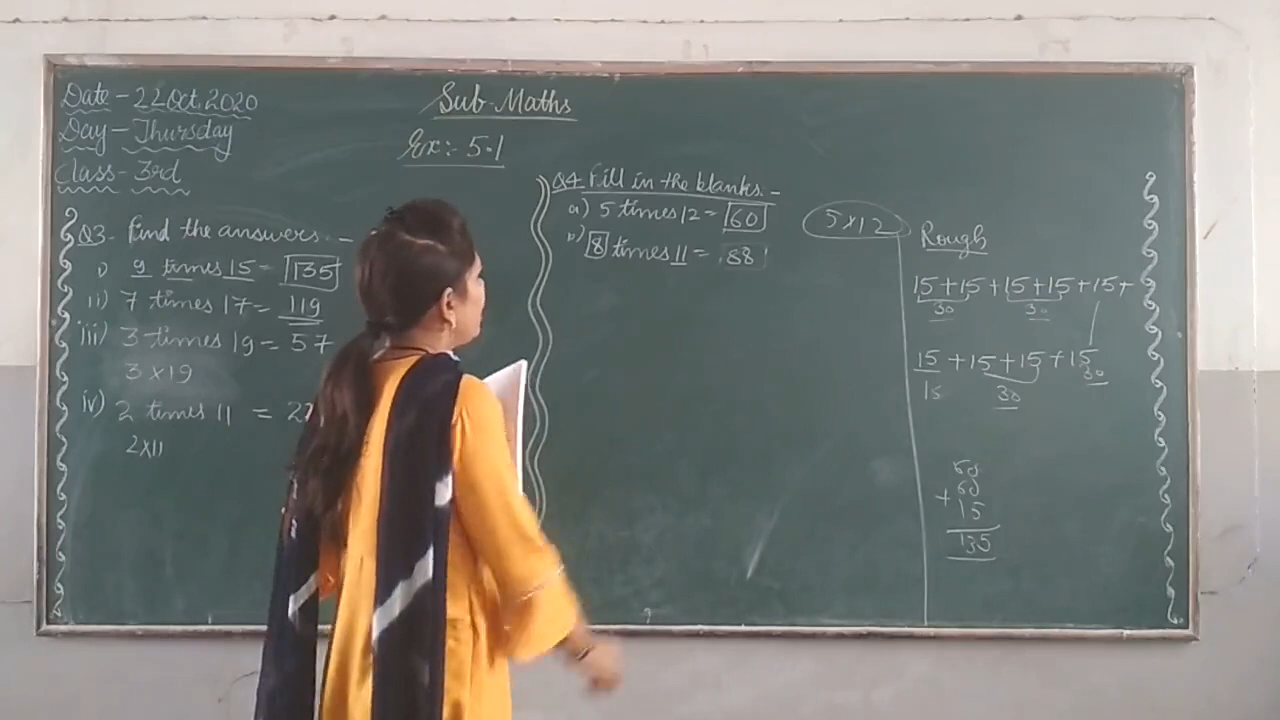 Date - 22 Oct, 2020
Day - Thursday
Class - 3rd
Sub - Maths
Ex :- 5.1
Q3. Find the answers. -
i) 9 times 15 = 135
ii) 7 times 17 = 119
iii) 3 times 19 = 57
3 × 19
iv) 2 times 11 = 22
2×11
Q4. Fill in the blanks. -
a) 5 times 12 = 60
b) 8 times 11 = 88
5 × 12
Rough
15 + 15 + 15 + 15 + 15 +
30 30
15 + 15 + 15 + 15
15 30 30
60
+ 60
15
135